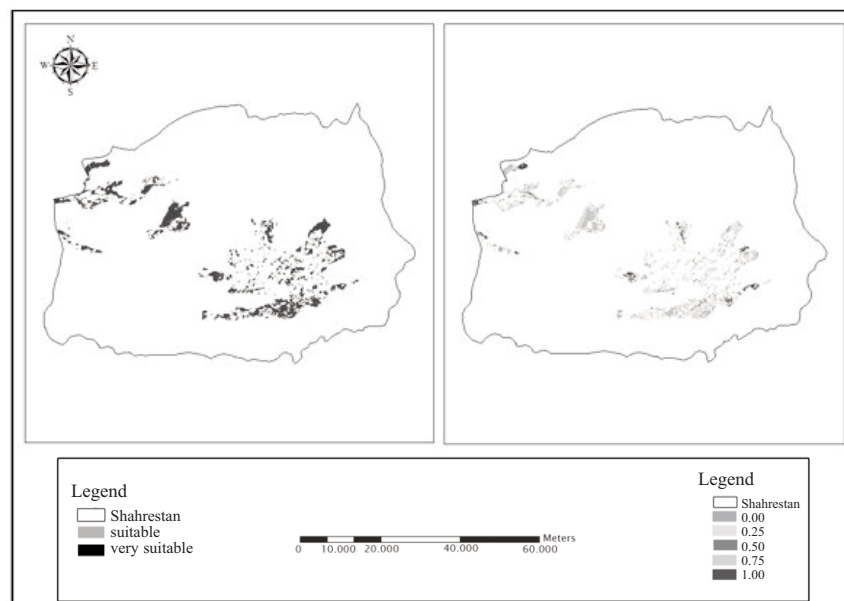 N
W E
S
Legend
Shahrestan
suitable
very suitable
Meters
0 10.000 20.000 40.000 60.000
Legend
Shahrestan
0.00
0.25
0.50
0.75
1.00